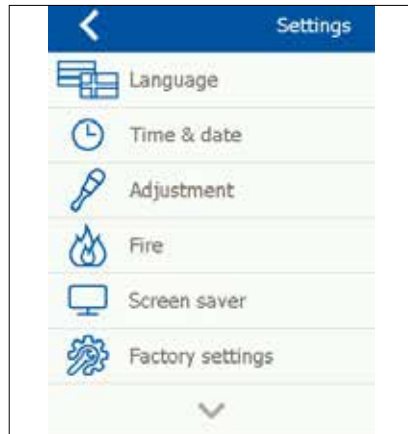 Settings
Language
Time & date
Adjustment
Fire
Screen saver
Factory settings